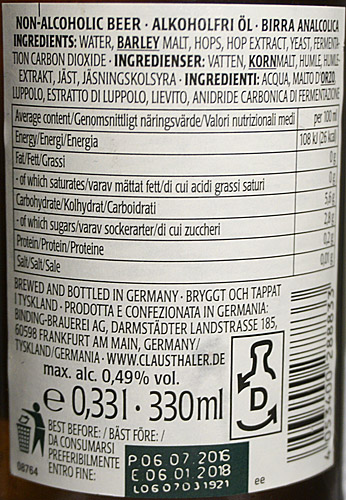 NON-ALCOHOLIC BEER · ALKOHOLFRI ÖL · BIRRA ANALCOLICA
INGREDIENTS: WATER, BARLEY MALT, HOPS, HOP EXTRACT, YEAST, FERMENTA-
TION CARBON DIOXIDE · INGREDIENSER: VATTEN, KORNMALT, HUMLE, HUMLE-
EXTRAKT, JÄST, JÄSNINGSKOLSYRA · INGREDIENTI: ACQUA, MALTO D'ORZO,
LUPPOLO, ESTRATTO DI LUPPOLO, LIEVITO, ANIDRIDE CARBONICA DI FERMENTAZIONE
Average content/Genomsnittligt näringsvärde/Valori nutrizionali medi per 100 ml
Energy/Energi/Energia 108 kJ (26 kcal)
Fat/Fett/Grassi 0 g
- of which saturates/varav mättat fett/di cui acidi grassi saturi 0 g
Carbohydrate/Kolhydrat/Carboidrati 5,6 g
- of which sugars/varav sockerarter/di cui zuccheri 2,8 g
Protein/Protein/Proteine 0,2 g
Salt/Salt/Sale 0,01 g
BREWED AND BOTTLED IN GERMANY · BRYGGT OCH TAPPAT
I TYSKLAND · PRODOTTA E CONFEZIONATA IN GERMANIA:
BINDING-BRAUEREI AG, DARMSTÄDTER LANDSTRASSE 185,
60598 FRANKFURT AM MAIN, GERMANY/
TYSKLAND/GERMANIA · WWW.CLAUSTHALER.DE
max. alc. 0,49% vol.
e 0,33 l · 330 ml
D
BEST BEFORE: / BÄST FÖRE: /
DA CONSUMARSI
PREFERIBILMENTE
ENTRO FINE:
P 06 07 2016
E 06 01 2018
L06 07031921
08764
ee